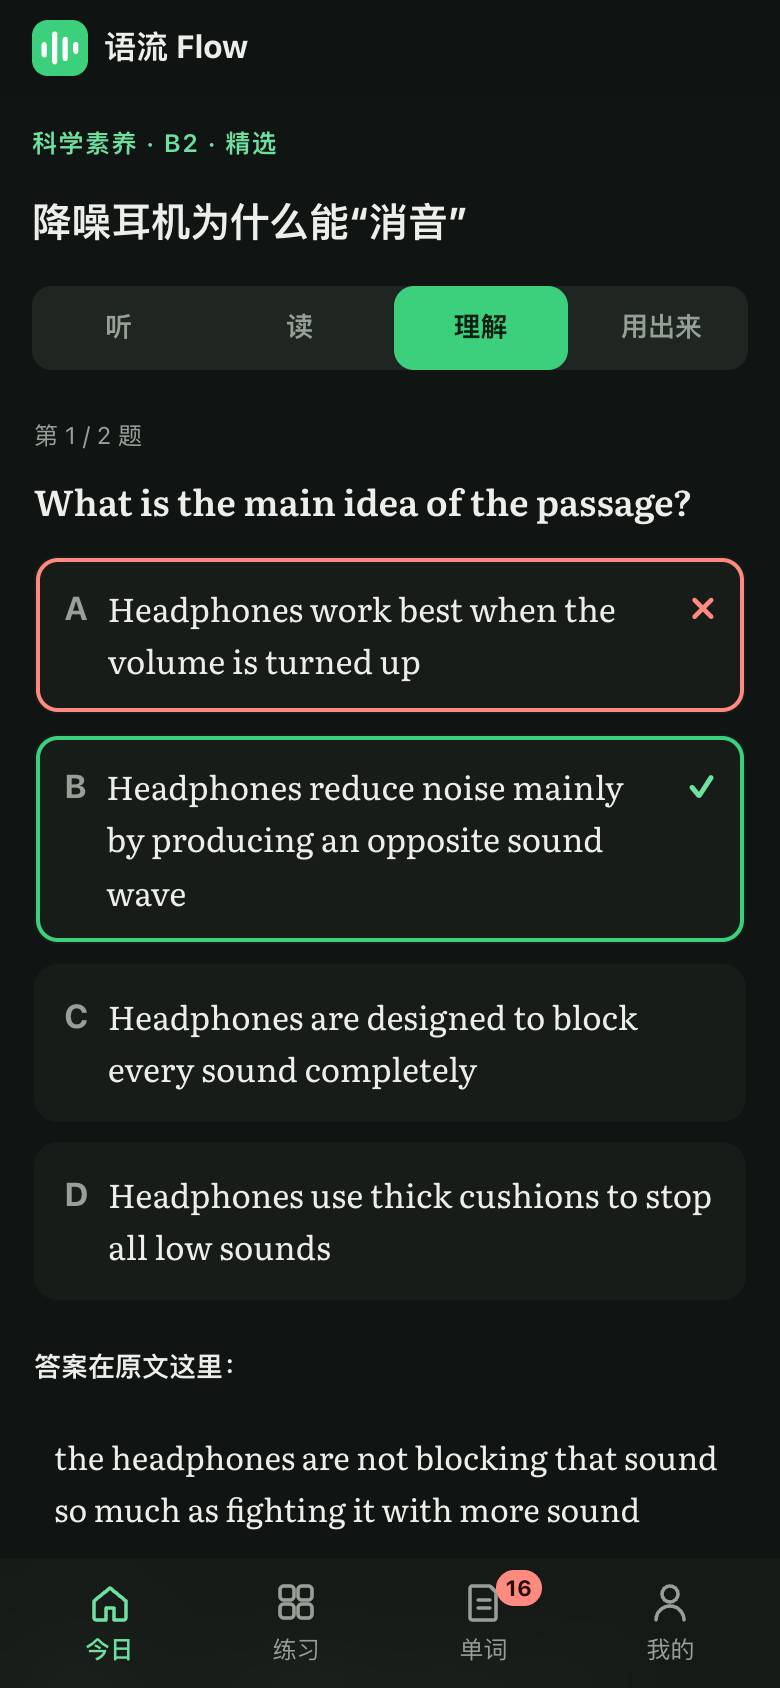 语流 Flow
科学素养 · B2 · 精选
降噪耳机为什么能“消音”
听 读 理解 用出来
第 1 / 2 题
What is the main idea of the passage?
A Headphones work best when the
volume is turned up
B Headphones reduce noise mainly
by producing an opposite sound
wave
C Headphones are designed to block
every sound completely
D Headphones use thick cushions to stop
all low sounds
答案在原文这里：
the headphones are not blocking that sound
so much as fighting it with more sound
16
今日 练习 单词 我的